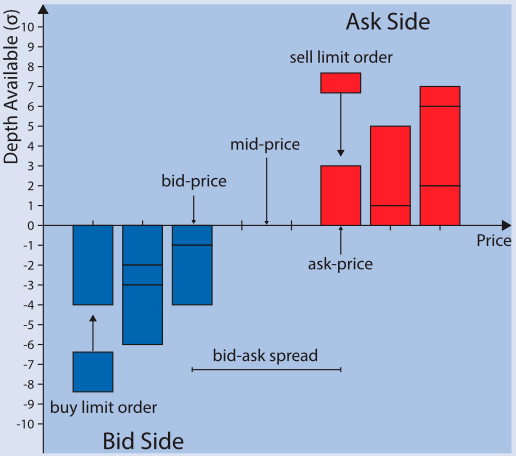 Ask Side
Depth Available (σ)
10
9
8
7
6
5
4
3
2
1
0
-1
-2
-3
-4
-5
-6
-7
-8
-9
-10
sell limit order
mid-price
bid-price
Price
ask-price
bid-ask spread
buy limit order
Bid Side